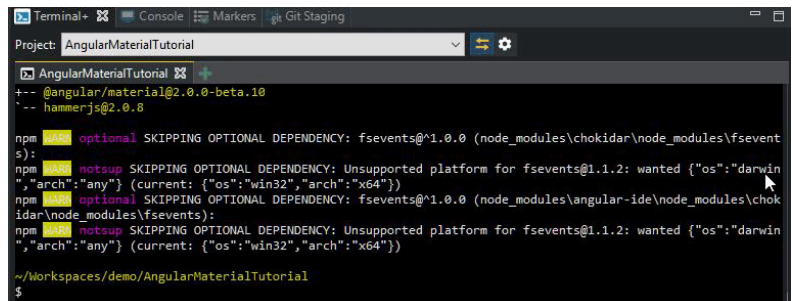 Terminal+ Console Markers git Git Staging
Project: AngularMaterialTutorial
AngularMaterialTutorial
+-- @angular/material@2.0.0-beta.10
`-- hammerjs@2.0.8
npm WARN optional SKIPPING OPTIONAL DEPENDENCY: fsevents@^1.0.0 (node_modules\chokidar\node_modules\fsevent
s):
npm WARN notsup SKIPPING OPTIONAL DEPENDENCY: Unsupported platform for fsevents@1.1.2: wanted {"os":"darwin
","arch":"any"} (current: {"os":"win32","arch":"x64"})
npm WARN optional SKIPPING OPTIONAL DEPENDENCY: fsevents@^1.0.0 (node_modules\angular-ide\node_modules\chok
idar\node_modules\fsevents):
npm WARN notsup SKIPPING OPTIONAL DEPENDENCY: Unsupported platform for fsevents@1.1.2: wanted {"os":"darwin
","arch":"any"} (current: {"os":"win32","arch":"x64"})
~/Workspaces/demo/AngularMaterialTutorial
$